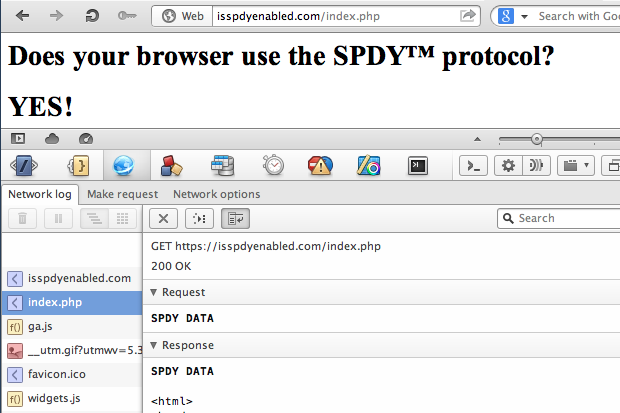 Web isspdyenabled.com/index.php Search with Goo
Does your browser use the SPDY™ protocol?
YES!
Network log Make request Network options
Search
GET https://isspdyenabled.com/index.php
200 OK
isspdyenabled.com
Request
index.php
SPDY DATA
ga.js
Response
__utm.gif?utmwv=5.3
SPDY DATA
favicon.ico
widgets.js
<html>